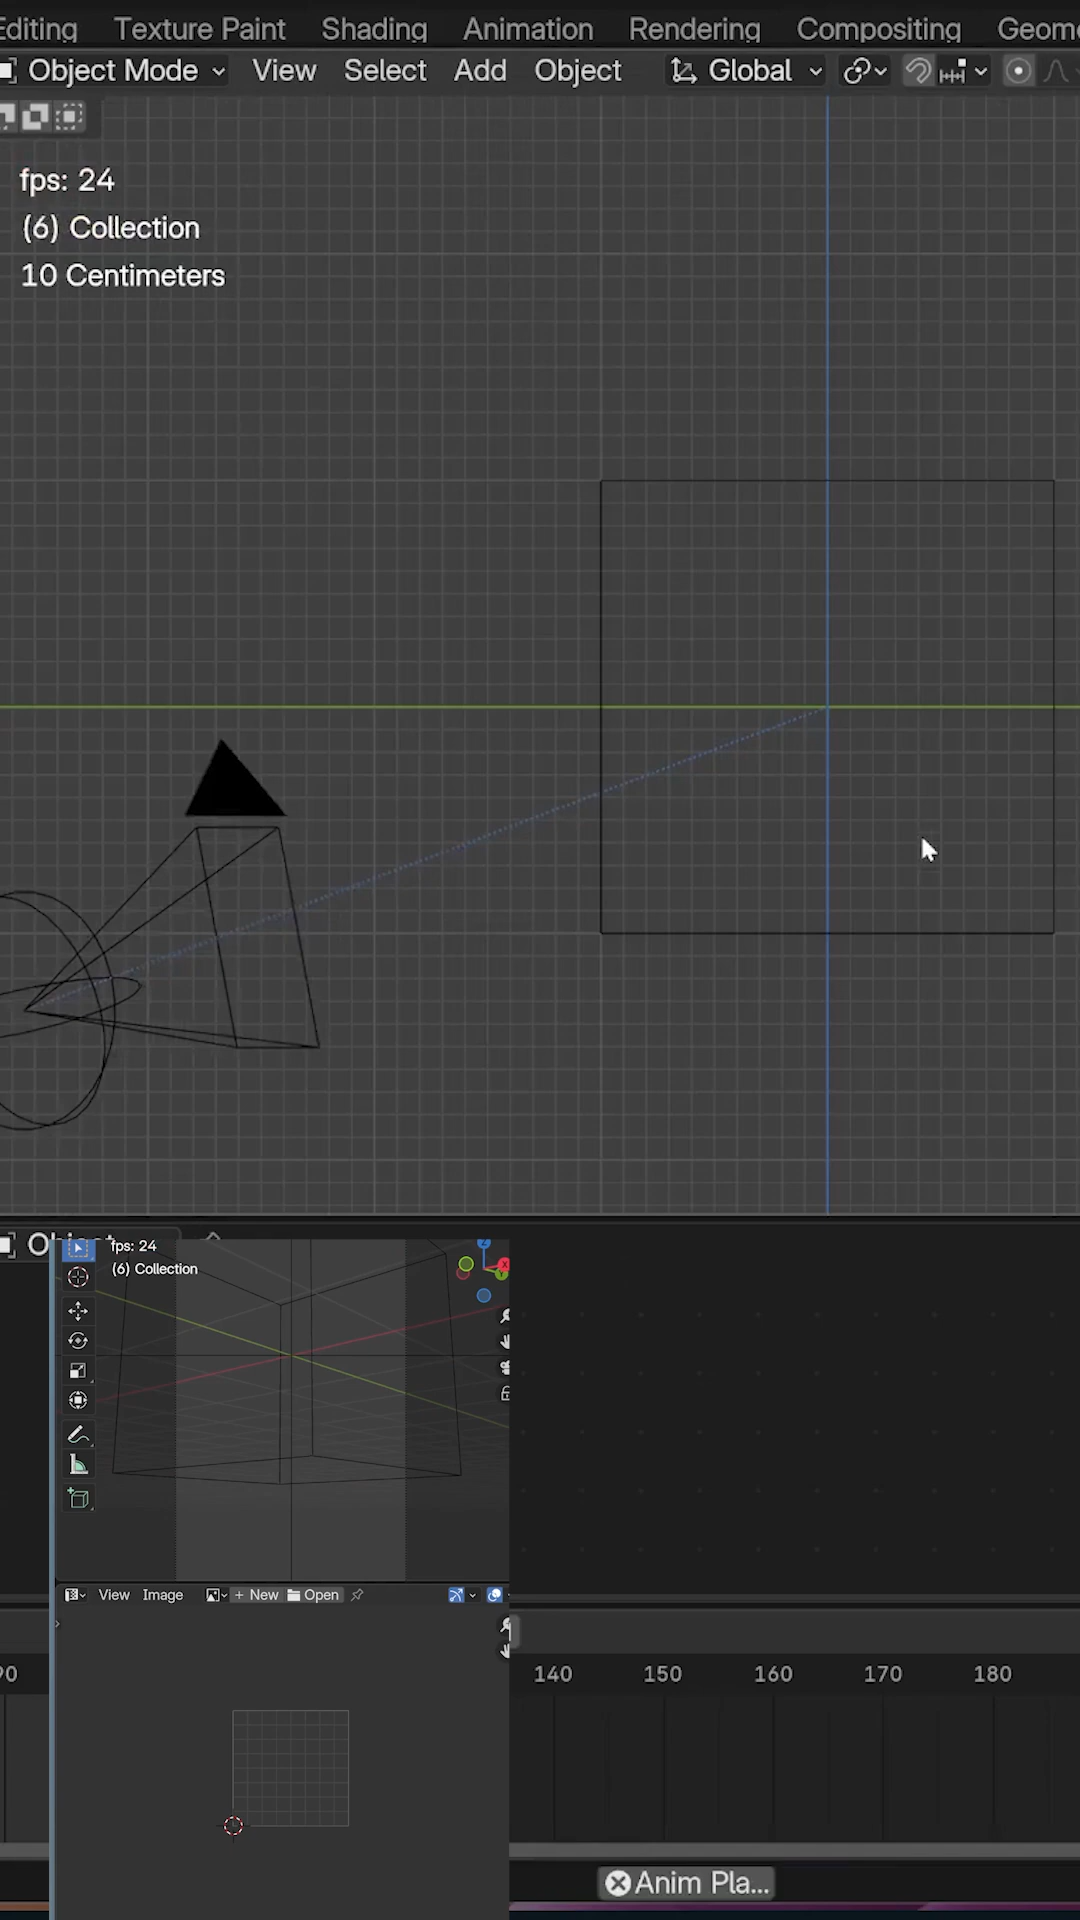 Editing Texture Paint Shading Animation Rendering Compositing Geom
Object Mode View Select Add Object Global
fps: 24
(6) Collection
10 Centimeters
fps: 24
(6) Collection
View Image New Open
90 140 150 160 170 180
Anim Pla...